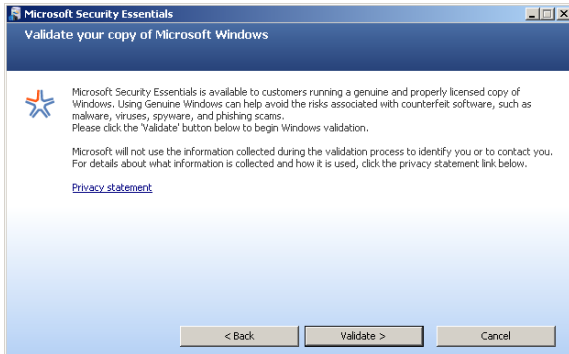 Microsoft Security Essentials
Validate your copy of Microsoft Windows
Microsoft Security Essentials is available to customers running a genuine and properly licensed copy of
Windows. Using Genuine Windows can help avoid the risks associated with counterfeit software, such as
malware, viruses, spyware, and phishing scams.
Please click the 'Validate' button below to begin Windows validation.
Microsoft will not use the information collected during the validation process to identify you or to contact you.
For details about what information is collected and how it is used, click the privacy statement link below.
Privacy statement
< Back Validate > Cancel